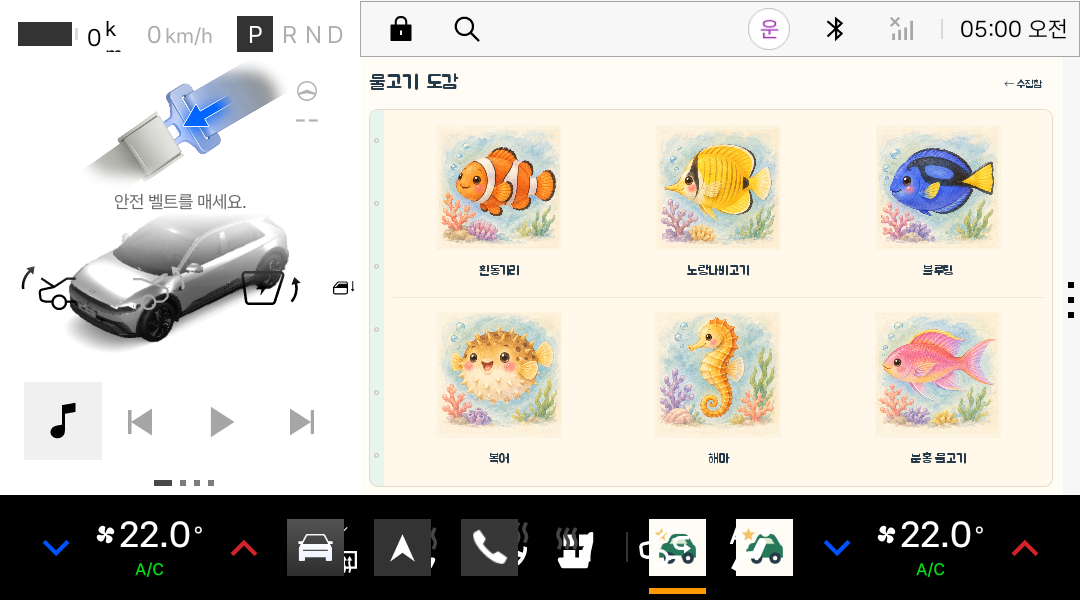 0 k
0 km/h
P R N D
운
05:00 오전
안전 벨트를 매세요.
물고기 도감
← 수집함
흰동가리
노랑나비고기
블루탱
복어
해마
분홍 물고기
22.0°
A/C
22.0°
A/C